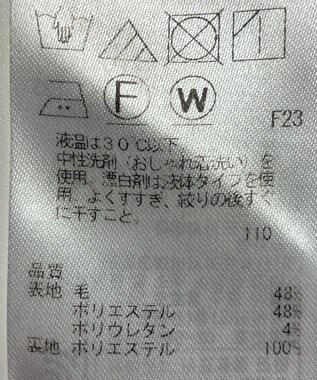 F W
F23
液温は30℃以下
中性洗剤(おしゃれ着洗い)を
使用。漂白剤は液体タイプを使
用。よくすすぎ、絞りの後すぐ
に干すこと。
110
品質
表地 毛 48%
ポリエステル 48%
ポリウレタン 4%
裏地 ポリエステル 100%